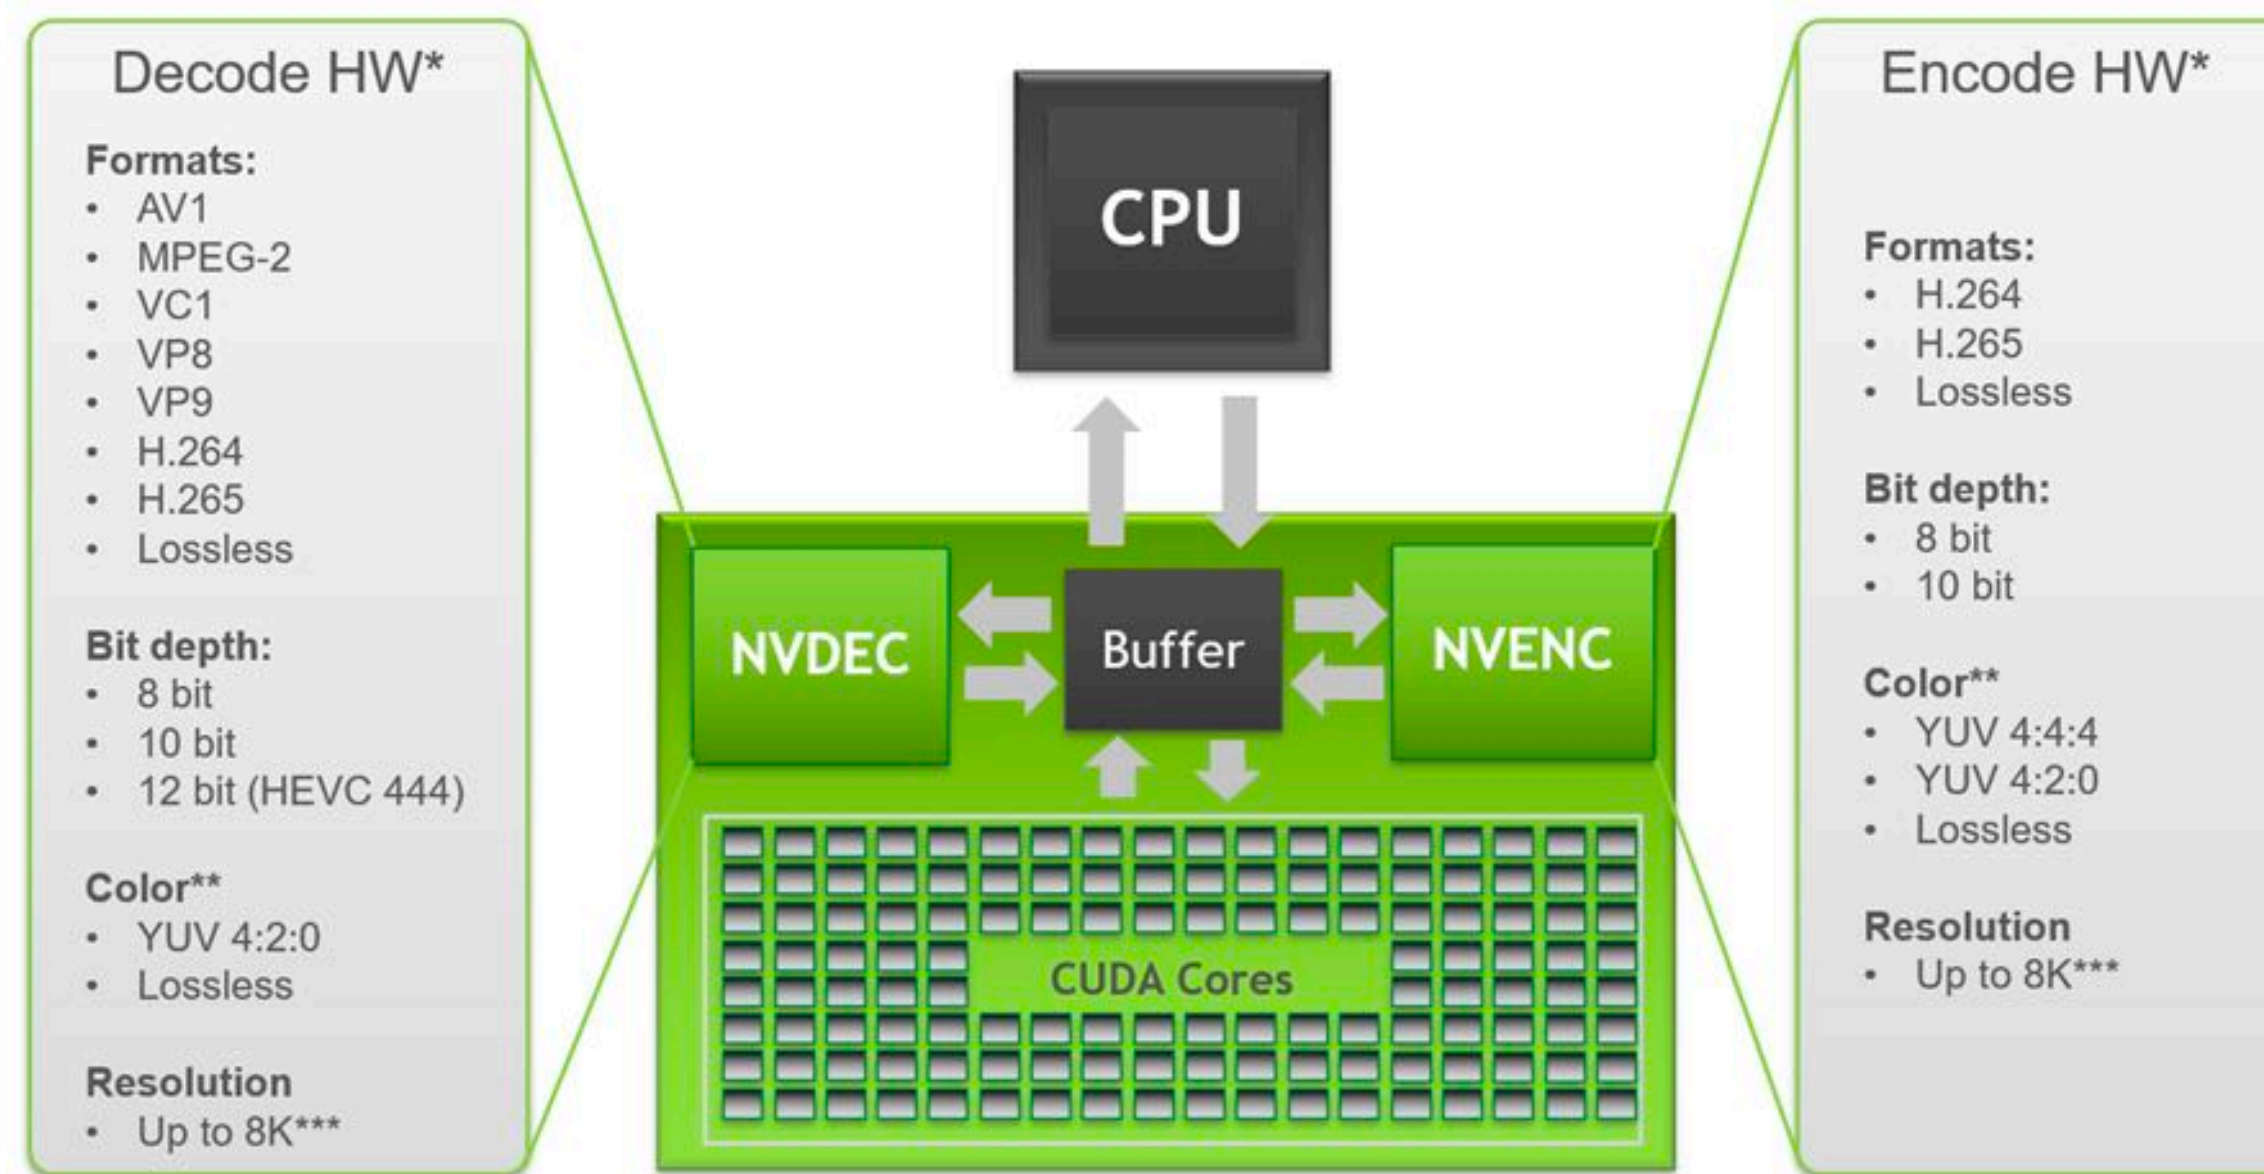 Decode HW*
Formats:
• AV1
• MPEG-2
• VC1
• VP8
• VP9
• H.264
• H.265
• Lossless
Bit depth:
• 8 bit
• 10 bit
• 12 bit (HEVC 444)
Color**
• YUV 4:2:0
• Lossless
Resolution
• Up to 8K***
CPU
NVDEC
Buffer
NVENC
CUDA Cores
Encode HW*
Formats:
• H.264
• H.265
• Lossless
Bit depth:
• 8 bit
• 10 bit
Color**
• YUV 4:4:4
• YUV 4:2:0
• Lossless
Resolution
• Up to 8K***